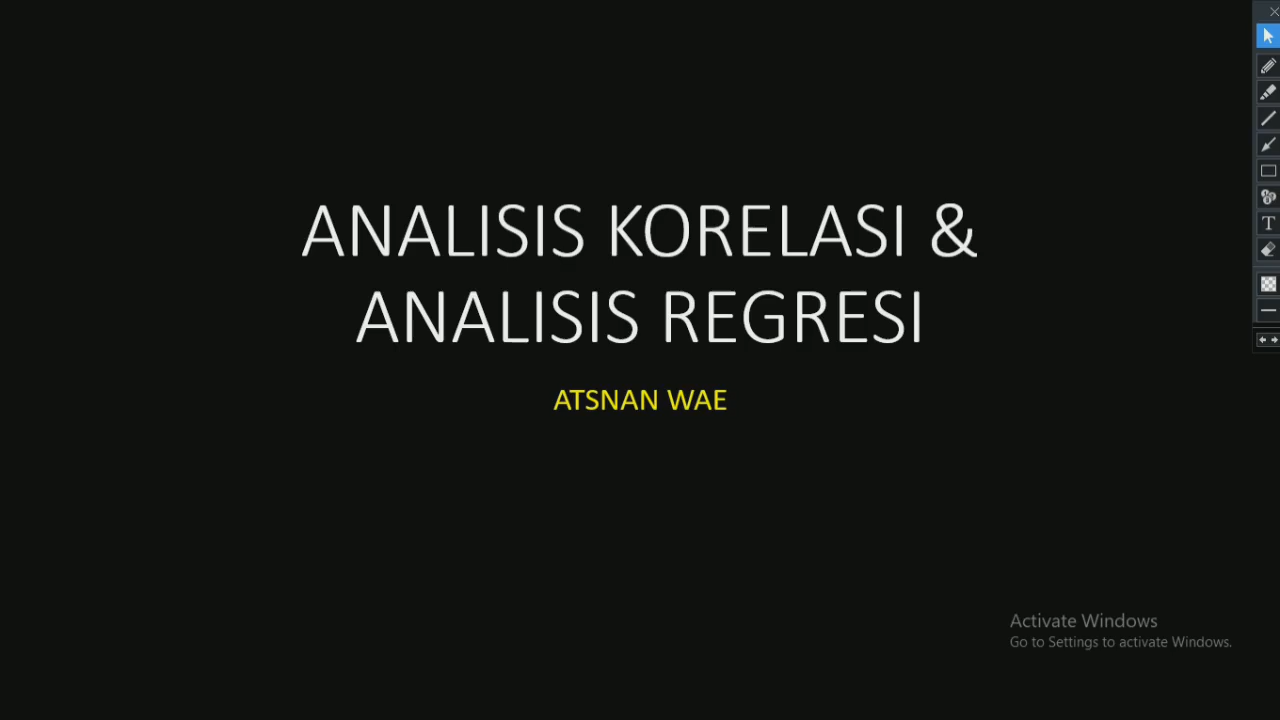 ANALISIS KORELASI &
ANALISIS REGRESI
ATSNAN WAE
Activate Windows
Go to Settings to activate Windows.